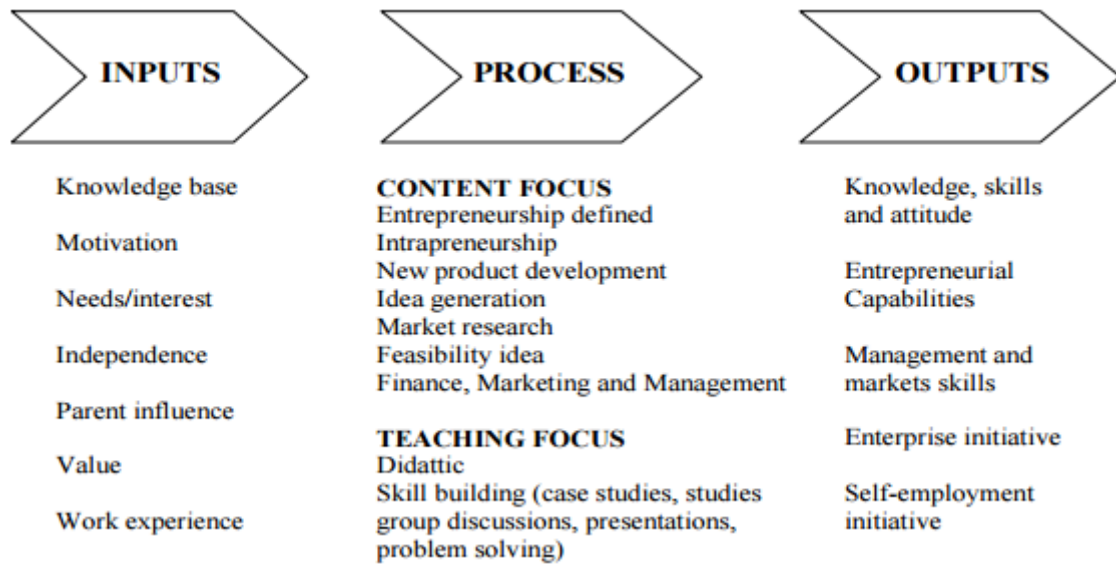 INPUTS
PROCESS
OUTPUTS
Knowledge base
Motivation
Needs/interest
Independence
Parent influence
Value
Work experience
CONTENT FOCUS
Entrepreneurship defined
Intrapreneurship
New product development
Idea generation
Market research
Feasibility idea
Finance, Marketing and Management
TEACHING FOCUS
Didattic
Skill building (case studies, studies
group discussions, presentations,
problem solving)
Knowledge, skills
and attitude
Entrepreneurial
Capabilities
Management and
markets skills
Enterprise initiative
Self-employment
initiative